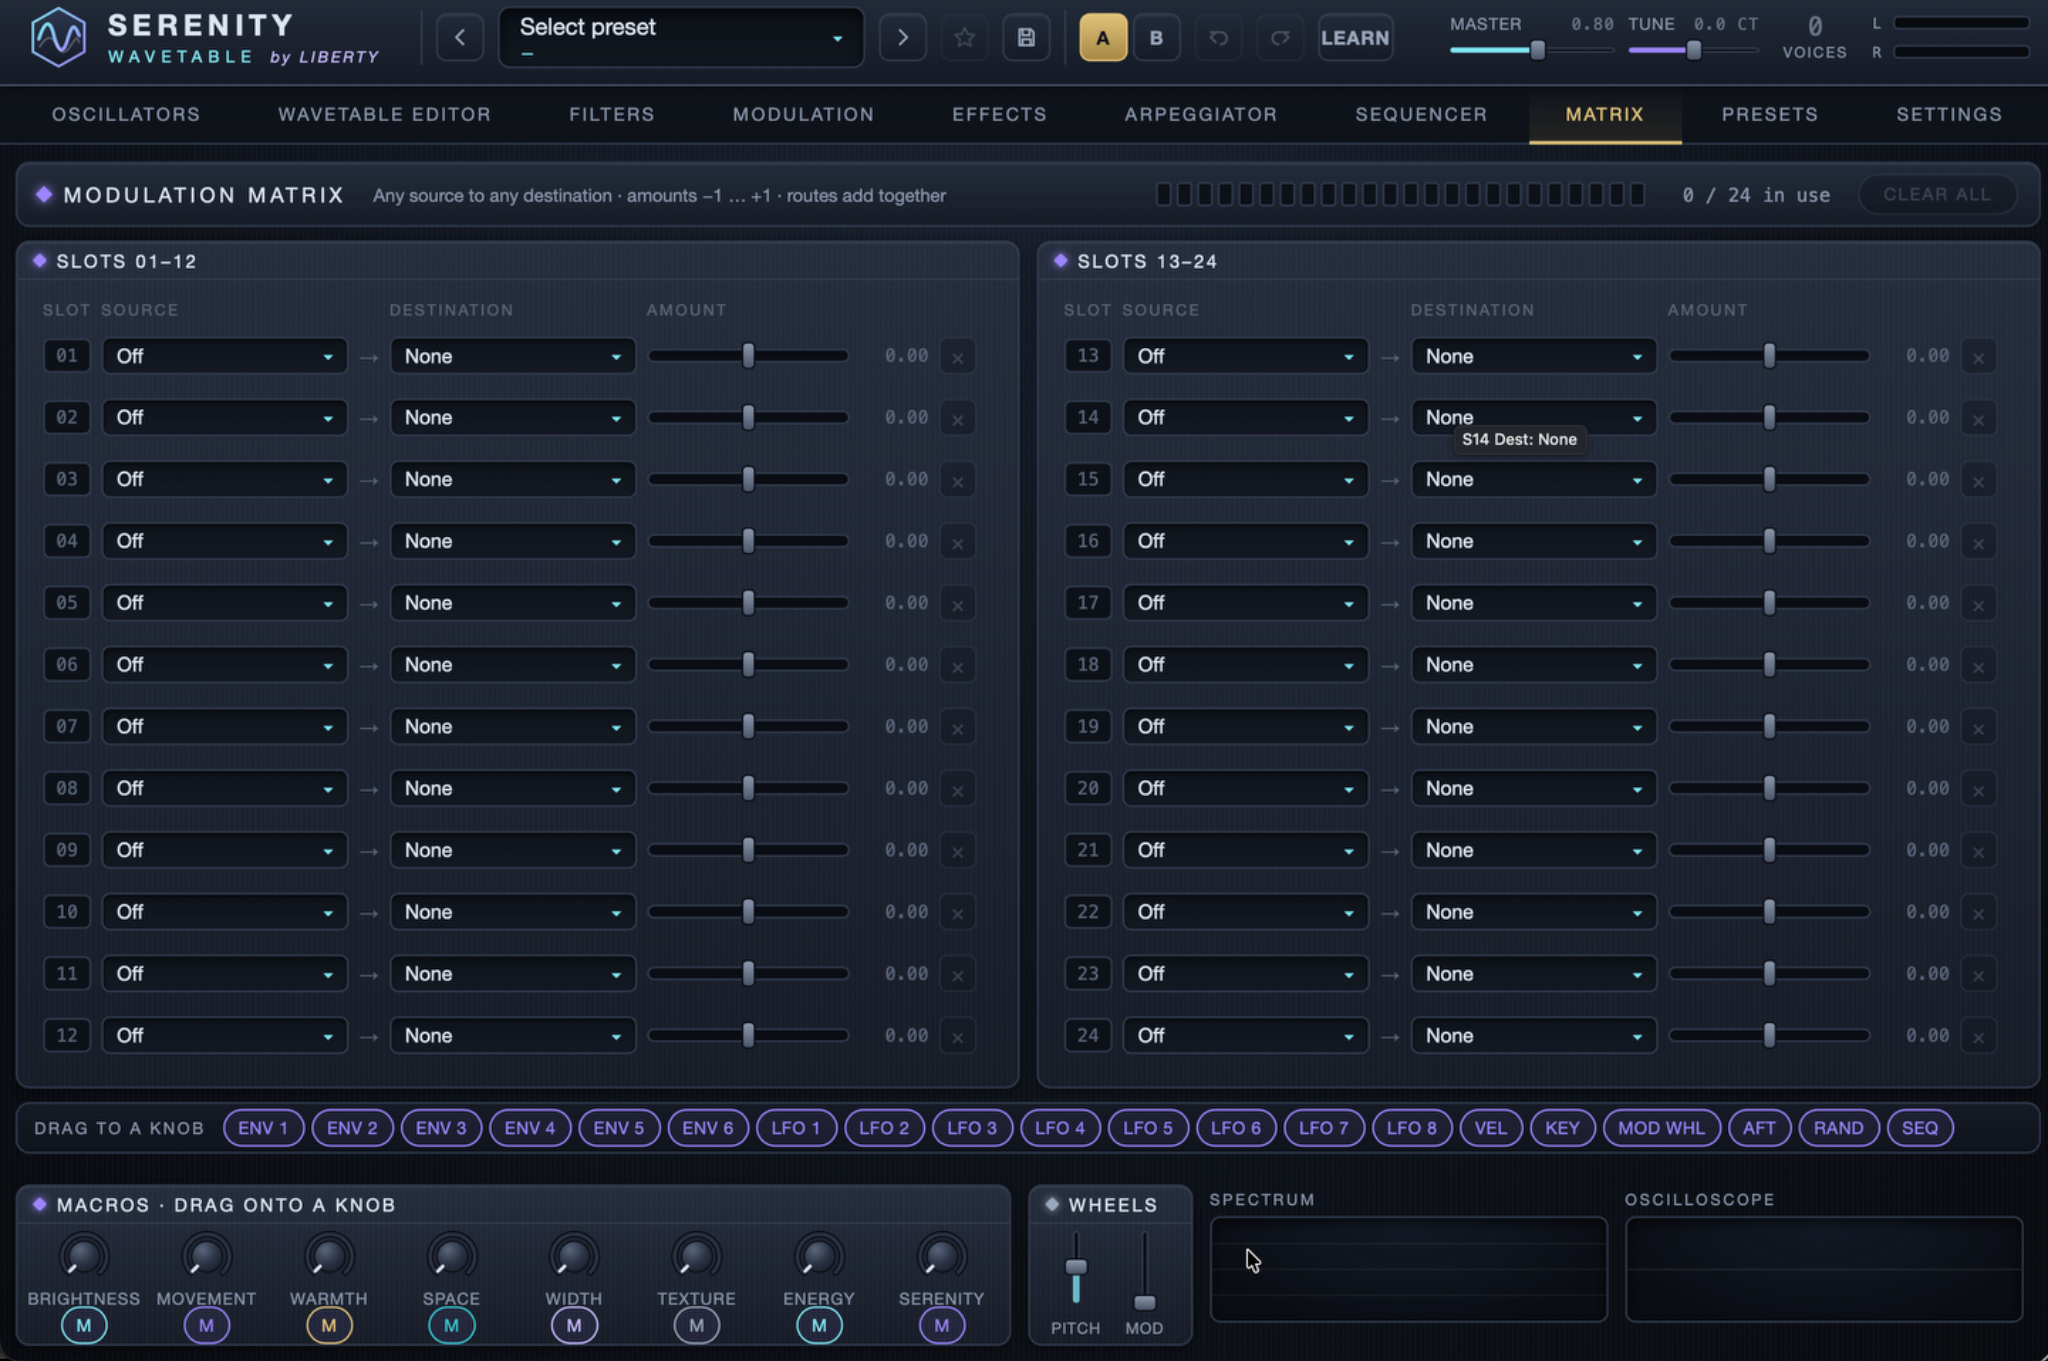 SERENITY
WAVETABLE by LIBERTY
Select preset
–
A
B
LEARN
MASTER 0.80
TUNE 0.0 CT
0
VOICES
L
R
OSCILLATORS WAVETABLE EDITOR FILTERS MODULATION EFFECTS ARPEGGIATOR SEQUENCER MATRIX PRESETS SETTINGS
MODULATION MATRIX Any source to any destination · amounts −1 ... +1 · routes add together 0 / 24 in use CLEAR ALL
SLOTS 01–12
SLOT SOURCE DESTINATION AMOUNT
01 Off → None 0.00 ×
02 Off → None 0.00 ×
03 Off → None 0.00 ×
04 Off → None 0.00 ×
05 Off → None 0.00 ×
06 Off → None 0.00 ×
07 Off → None 0.00 ×
08 Off → None 0.00 ×
09 Off → None 0.00 ×
10 Off → None 0.00 ×
11 Off → None 0.00 ×
12 Off → None 0.00 ×
SLOTS 13–24
SLOT SOURCE DESTINATION AMOUNT
13 Off → None 0.00 ×
14 Off → None 0.00 ×
S14 Dest: None
15 Off → None 0.00 ×
16 Off → None 0.00 ×
17 Off → None 0.00 ×
18 Off → None 0.00 ×
19 Off → None 0.00 ×
20 Off → None 0.00 ×
21 Off → None 0.00 ×
22 Off → None 0.00 ×
23 Off → None 0.00 ×
24 Off → None 0.00 ×
DRAG TO A KNOB ENV 1 ENV 2 ENV 3 ENV 4 ENV 5 ENV 6 LFO 1 LFO 2 LFO 3 LFO 4 LFO 5 LFO 6 LFO 7 LFO 8 VEL KEY MOD WHL AFT RAND SEQ
MACROS · DRAG ONTO A KNOB
BRIGHTNESS MOVEMENT WARMTH SPACE WIDTH TEXTURE ENERGY SERENITY
M M M M M M M M
WHEELS
PITCH MOD
SPECTRUM
OSCILLOSCOPE